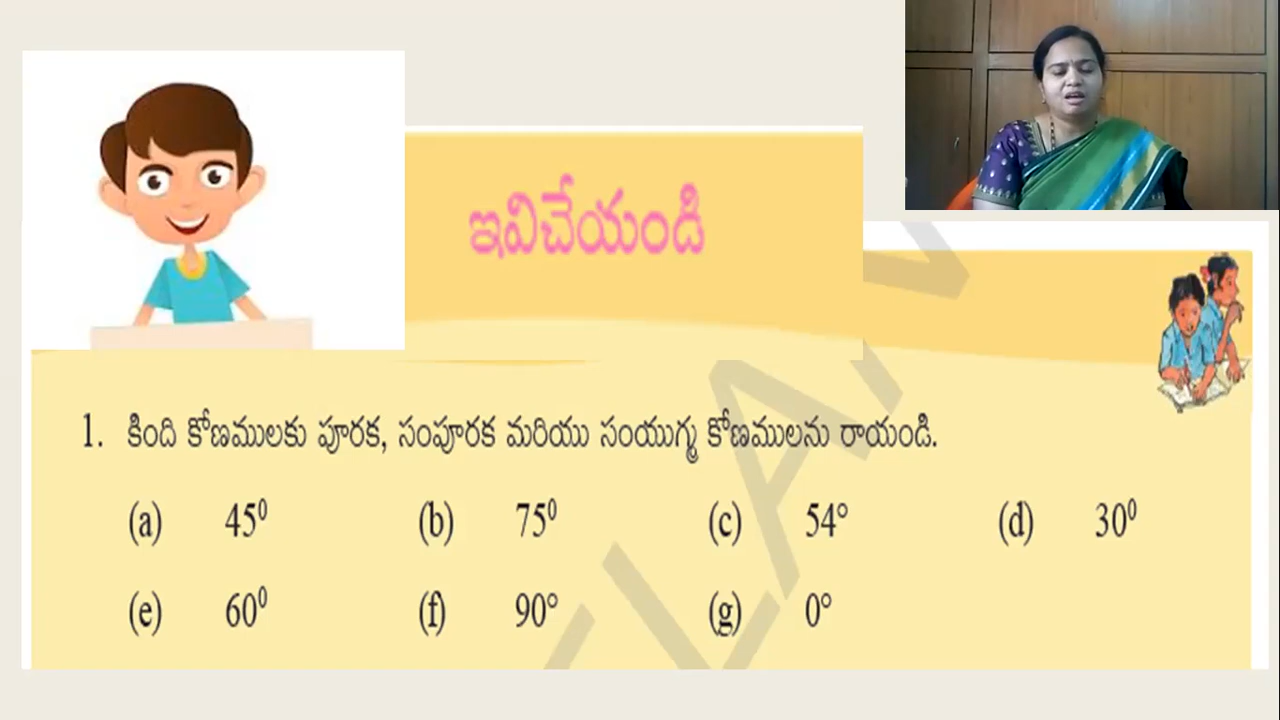 ఇవిచేయండి
1. కింది కోణములకు పూరక, సంపూరక మరియు సంయుగ్మ కోణములను రాయండి.
(a) 45⁰ (b) 75⁰ (c) 54° (d) 30⁰
(e) 60⁰ (f) 90° (g) 0°